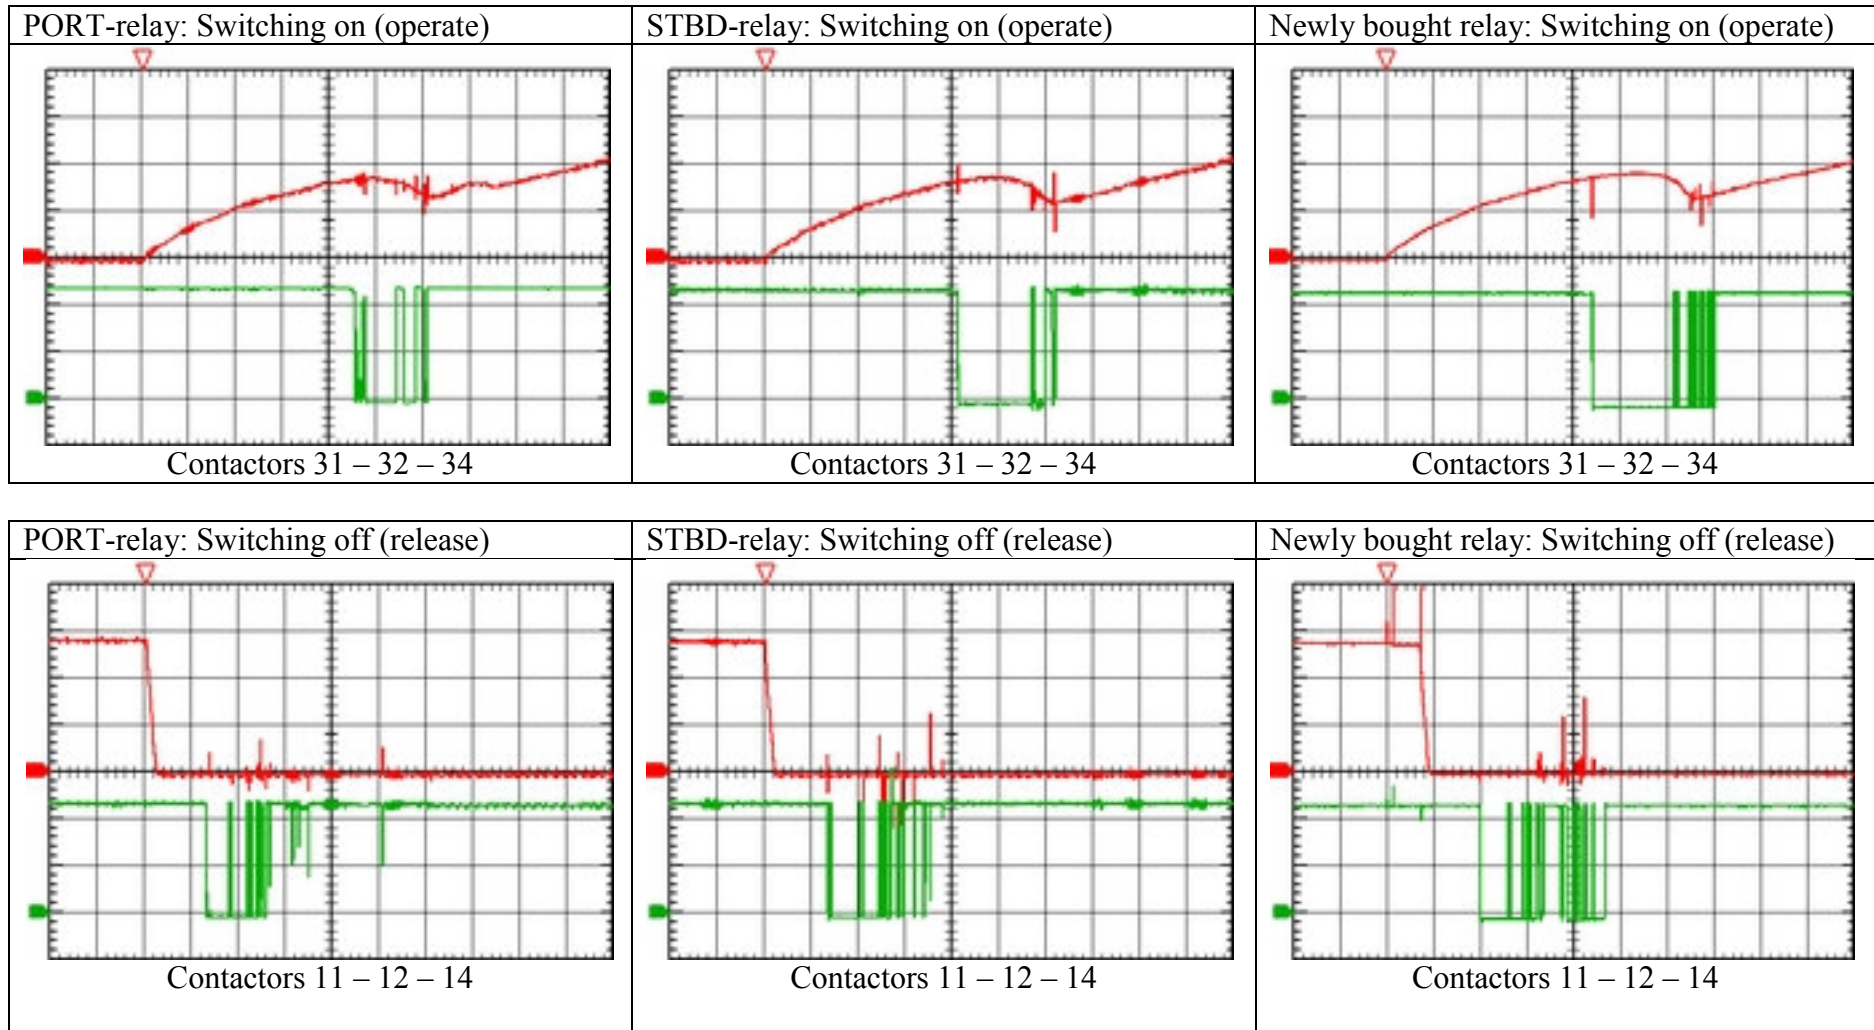 PORT-relay: Switching on (operate)
STBD-relay: Switching on (operate)
Newly bought relay: Switching on (operate)
Contactors 31 – 32 – 34
Contactors 31 – 32 – 34
Contactors 31 – 32 – 34
PORT-relay: Switching off (release)
STBD-relay: Switching off (release)
Newly bought relay: Switching off (release)
Contactors 11 – 12 – 14
Contactors 11 – 12 – 14
Contactors 11 – 12 – 14